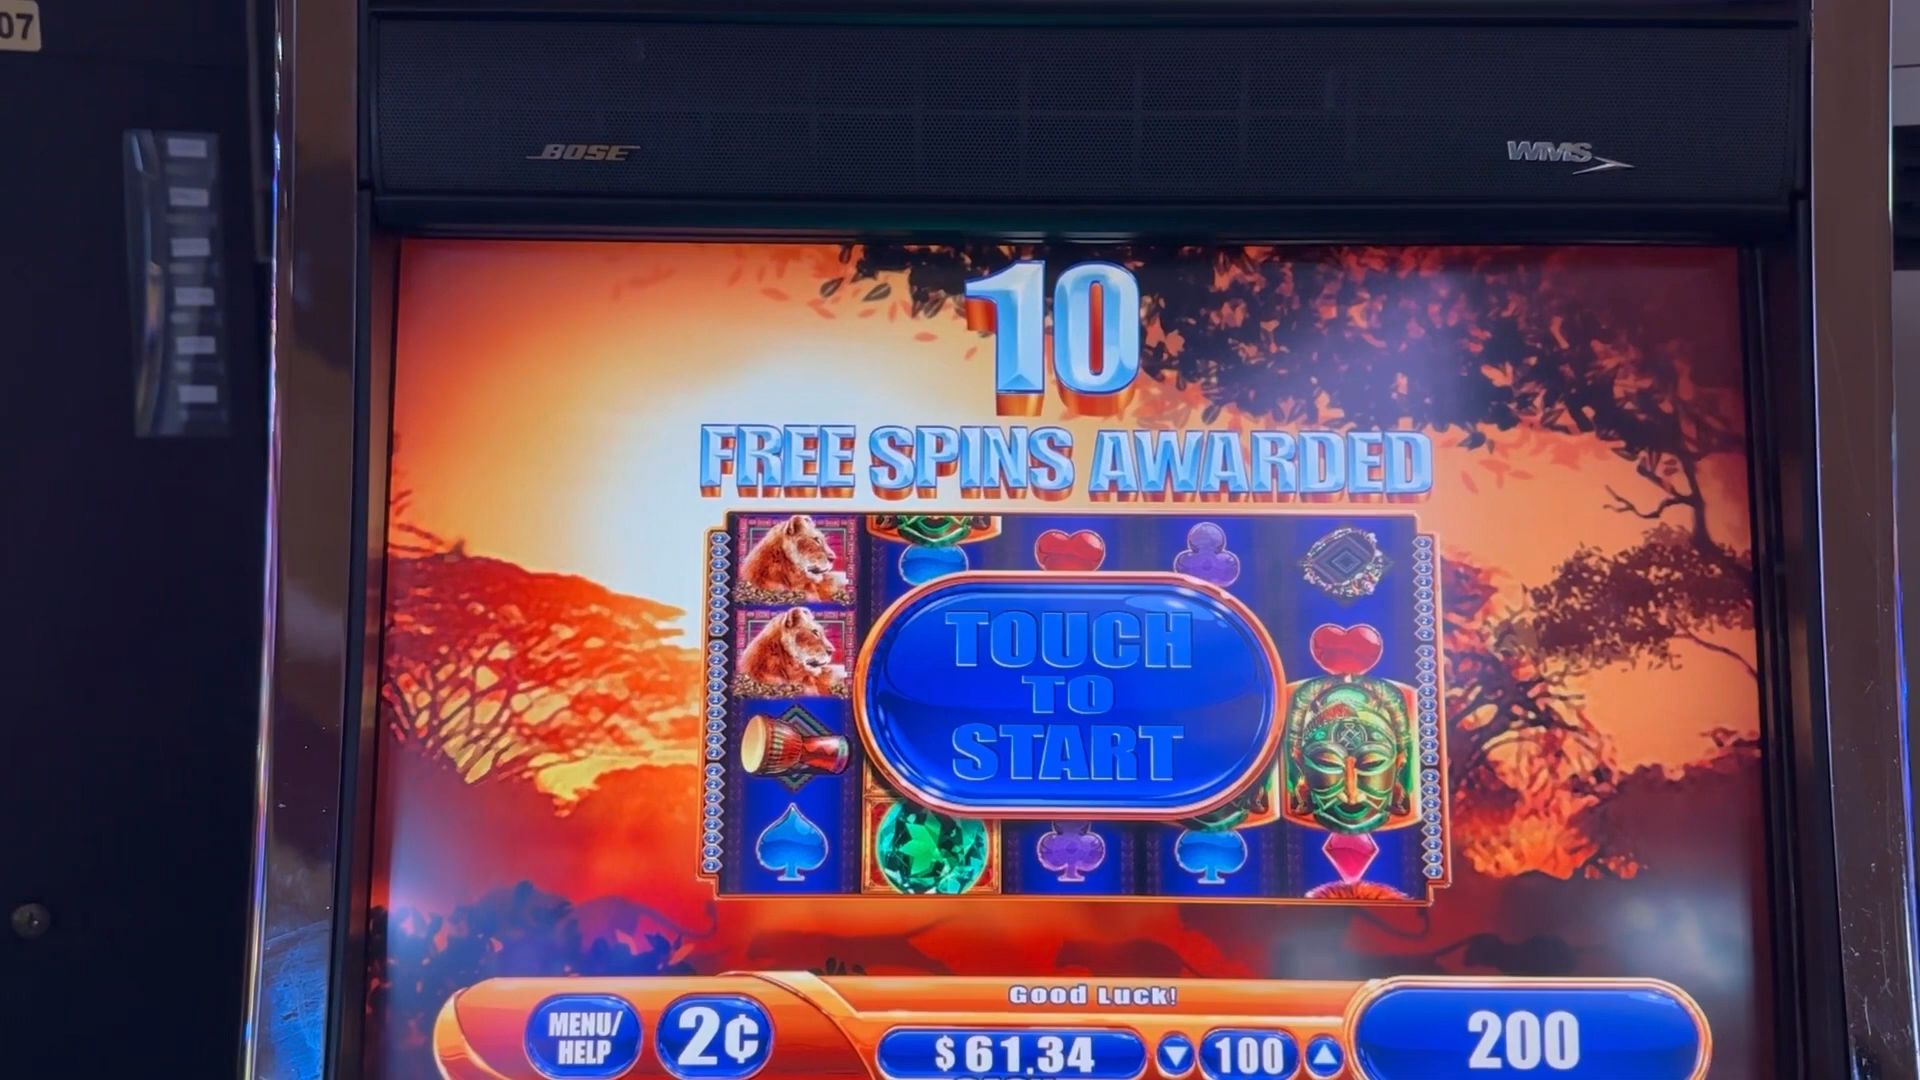 07
BOSE
WMS
10
FREE SPINS AWARDED
TOUCH
TO
START
Good Luck!
MENU/
HELP
2¢
$61.34
100
200